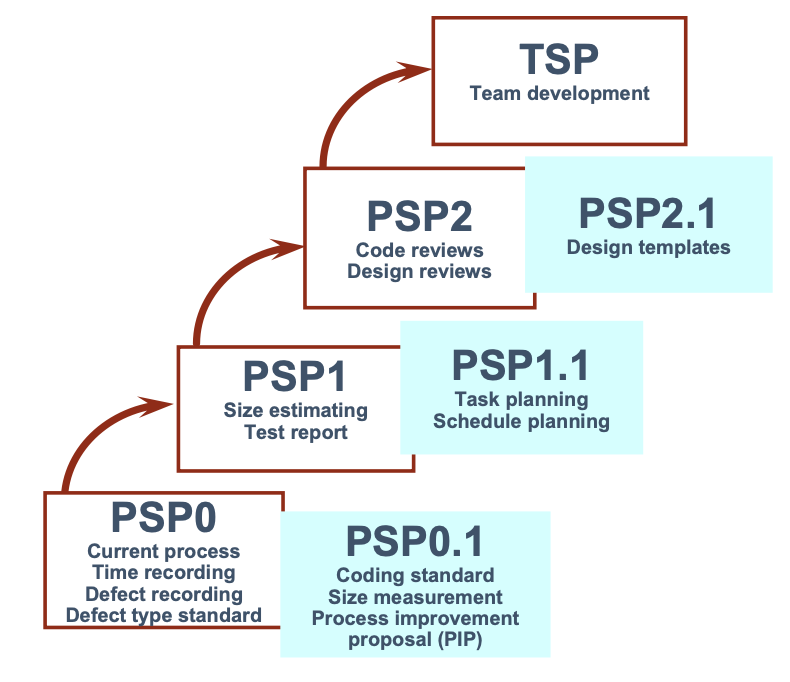 TSP
Team development
PSP2
Code reviews
Design reviews
PSP2.1
Design templates
PSP1
Size estimating
Test report
PSP1.1
Task planning
Schedule planning
PSP0
Current process
Time recording
Defect recording
Defect type standard
PSP0.1
Coding standard
Size measurement
Process improvement
proposal (PIP)